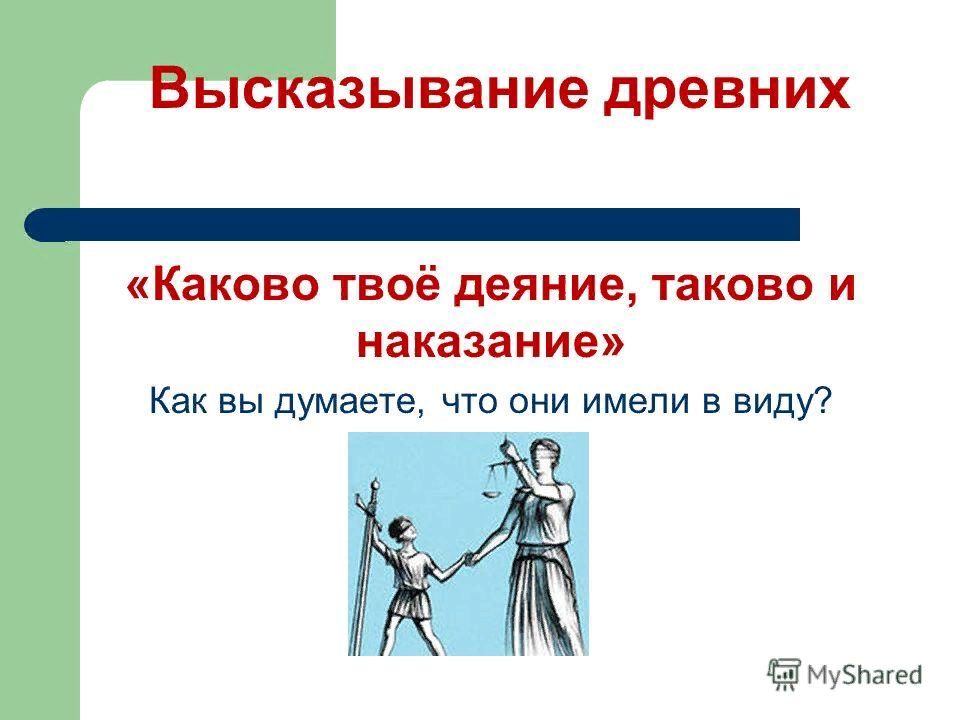 Высказывание древних
«Каково твоё деяние, таково и
наказание»
Как вы думаете, что они имели в виду?
MyShared